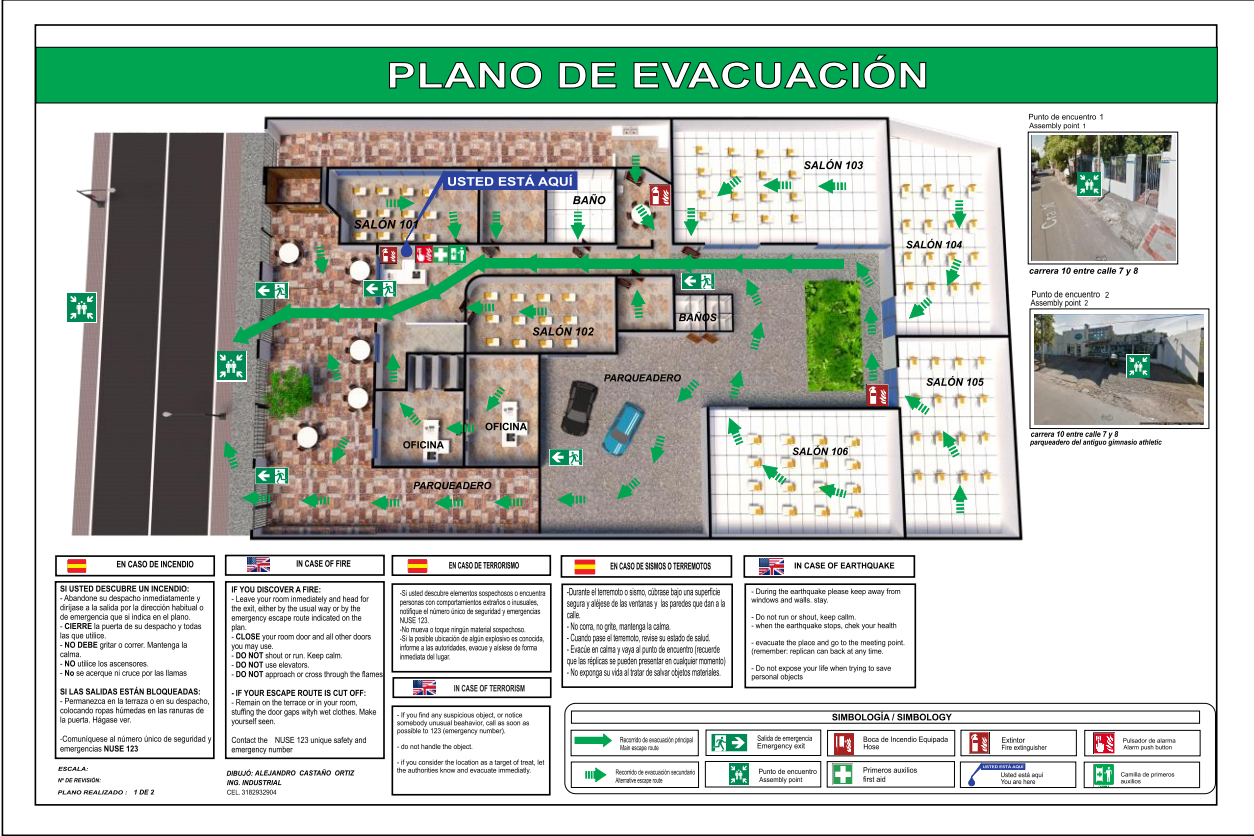 PLANO DE EVACUACIÓN
USTED ESTÁ AQUÍ
BAÑO
SALÓN 101
SALÓN 103
SALÓN 104
SALÓN 102
BAÑOS
PARQUEADERO
SALÓN 105
OFICINA
OFICINA
SALÓN 106
PARQUEADERO
Punto de encuentro 1
Assembly point 1
carrera 10 entre calle 7 y 8
Punto de encuentro 2
Assembly point 2
carrera 10 entre calle 7 y 8
parqueadero del antiguo gimnasio athletic
EN CASO DE INCENDIO
SI USTED DESCUBRE UN INCENDIO:
- Abandone su despacho inmediatamente y
dirijase a la salida por la dirección habitual o
de emergencia que si indica en el plano.
- CIERRE la puerta de su despacho y todas
las que utilice.
- NO DEBE gritar o correr. Mantenga la
calma.
- NO utilice los ascensores.
- No se acerque ni cruce por las llamas
SI LAS SALIDAS ESTÁN BLOQUEADAS:
- Permanezca en la terraza o en su despacho,
colocando ropas húmedas en las ranuras de
la puerta. Hágase ver.
-Comuníquese al número único de seguridad y
emergencias NUSE 123
ESCALA:
Nº DE REVISIÓN:
PLANO REALIZADO : 1 DE 2
IN CASE OF FIRE
IF YOU DISCOVER A FIRE:
- Leave your room inmediately and head for
the exit, either by the usual way or by the
emergency escape route indicated on the
plan.
- CLOSE your room door and all other doors
you may use.
- DO NOT shout or run. Keep calm.
- DO NOT use elevators.
- DO NOT approach or cross through the flames
- IF YOUR ESCAPE ROUTE IS CUT OFF:
- Remain on the terrace or in your room,
stuffing the door gaps wityh wet clothes. Make
yourself seen,
Contact the NUSE 123 unique safety and
emergency number
DIBUJÓ: ALEJANDRO CASTAÑO ORTIZ
ING. INDUSTRIAL
CEL. 3182932904
EN CASO DE TERRORISMO
-Si usted descubre elementos sospechosos o encuentra
personas con comportamientos extraños o inusuales,
notifique el número único de seguridad y emergencias
NUSE 123.
-No mueva o toque ningún material sospechoso.
-Si la posible ubicación de algún explosivo es conocida,
informe a las autoridades, evacue y aíslese de forma
inmediata del lugar.
IN CASE OF TERRORISM
- If you find any suspicious object, or notice
somebody unusual beahavior, call as soon as
possible to 123 (emergency number).
- do not handle the object.
- if you consider the location as a target of treat, let
the authorities know and evacuate immediatly.
EN CASO DE SISMOS O TERREMOTOS
-Durante el terremoto o sismo, cúbrase bajo una superficie
segura y aléjese de las ventanas y las paredes que dan a la
calle.
- No corra, no grite, mantenga la calma.
- Cuando pase el terremoto, revise su estado de salud.
- Evacúe en calma y vaya al punto de encuentro (recuerde
que las réplicas se pueden presentar en cualquier momento)
- No exponga su vida al tratar de salvar objetos materiales.
IN CASE OF EARTHQUAKE
- During the earthquake please keep away from
windows and walls. stay.
- Do not run or shout, keep callm.
- when the earthquake stops, chek your health
- evacuate the place and go to the meeting point.
(remember: replican can back at any time.
- Do not expose your life when trying to save
personal objects
SIMBOLOGÍA / SIMBOLOGY
Recorrido de evacuación principal
Main escape route
Salida de emergencia
Emergency exit
Boca de Incendio Equipada
Hose
Extintor
Fire extinguisher
Pulsador de alarma
Alarm push button
Recorrido de evacuación secundario
Alternative escape route
Punto de encuentro
Assembly point
Primeros auxilios
first aid
USTED ESTÁ AQUÍ
Usted está aquí
You are here
Camilla de primeros
auxilios